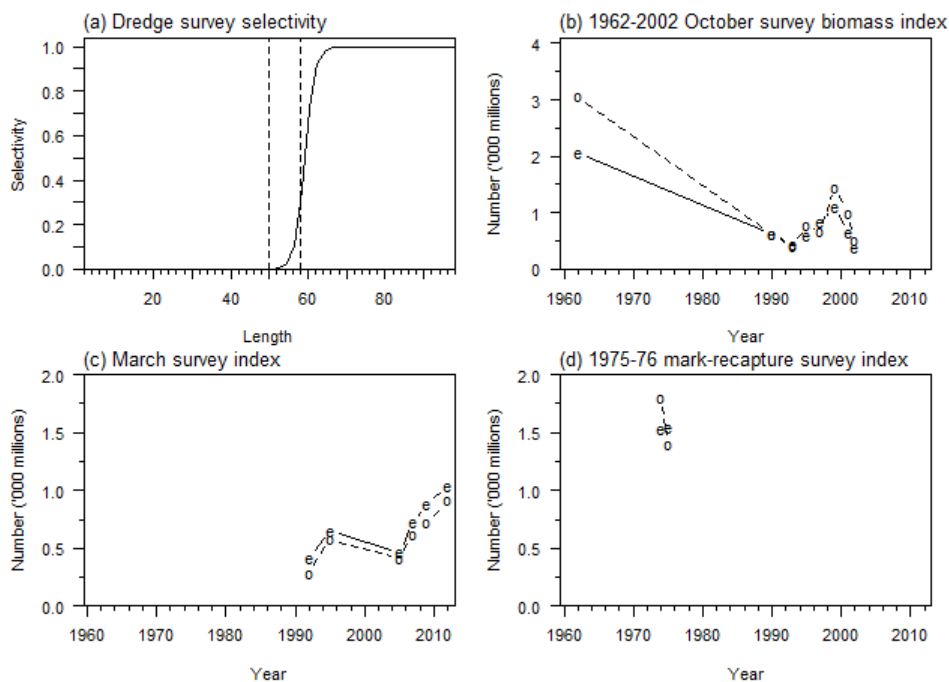 (a) Dredge survey selectivity
Selectivity
1.0
0.8
0.6
0.4
0.2
0.0
20 40 60 80
Length
(b) 1962-2002 October survey biomass index
Number ('000 millions)
4
3
2
1
0
1960 1970 1980 1990 2000 2010
Year
o
e
e
e
o
e
o
e
o
e
o
e
o
e
o
e
(c) March survey index
Number ('000 millions)
2.0
1.5
1.0
0.5
0.0
1960 1970 1980 1990 2000 2010
Year
e
o
e
o
e
o
e
o
e
o
e
o
(d) 1975-76 mark-recapture survey index
Number ('000 millions)
2.0
1.5
1.0
0.5
0.0
1960 1970 1980 1990 2000 2010
Year
o
e
e
o